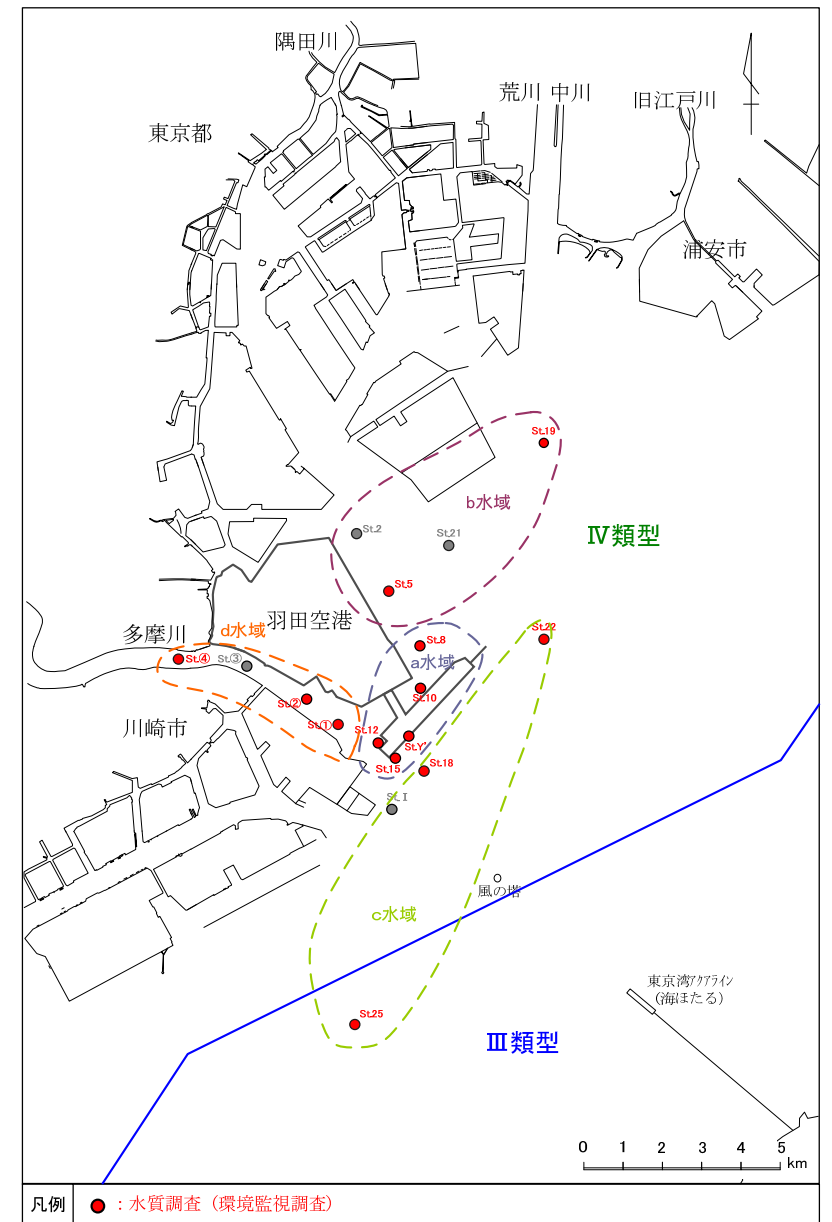 隅田川
荒川 中川
旧江戸川
東京都
浦安市
St.19
b水域
St.2
St.21
Ⅳ類型
St.5
羽田空港
多摩川
d水域
St.22
St.8
St.④
St.③
a水域
St.10
St.②
St.①
川崎市
St.12
St.Y'
St.15
St.18
St.I
風の塔
c水域
東京湾アクアライン
(海ほたる)
St.25
Ⅲ類型
0 1 2 3 4 5
km
凡例
：水質調査（環境監視調査）